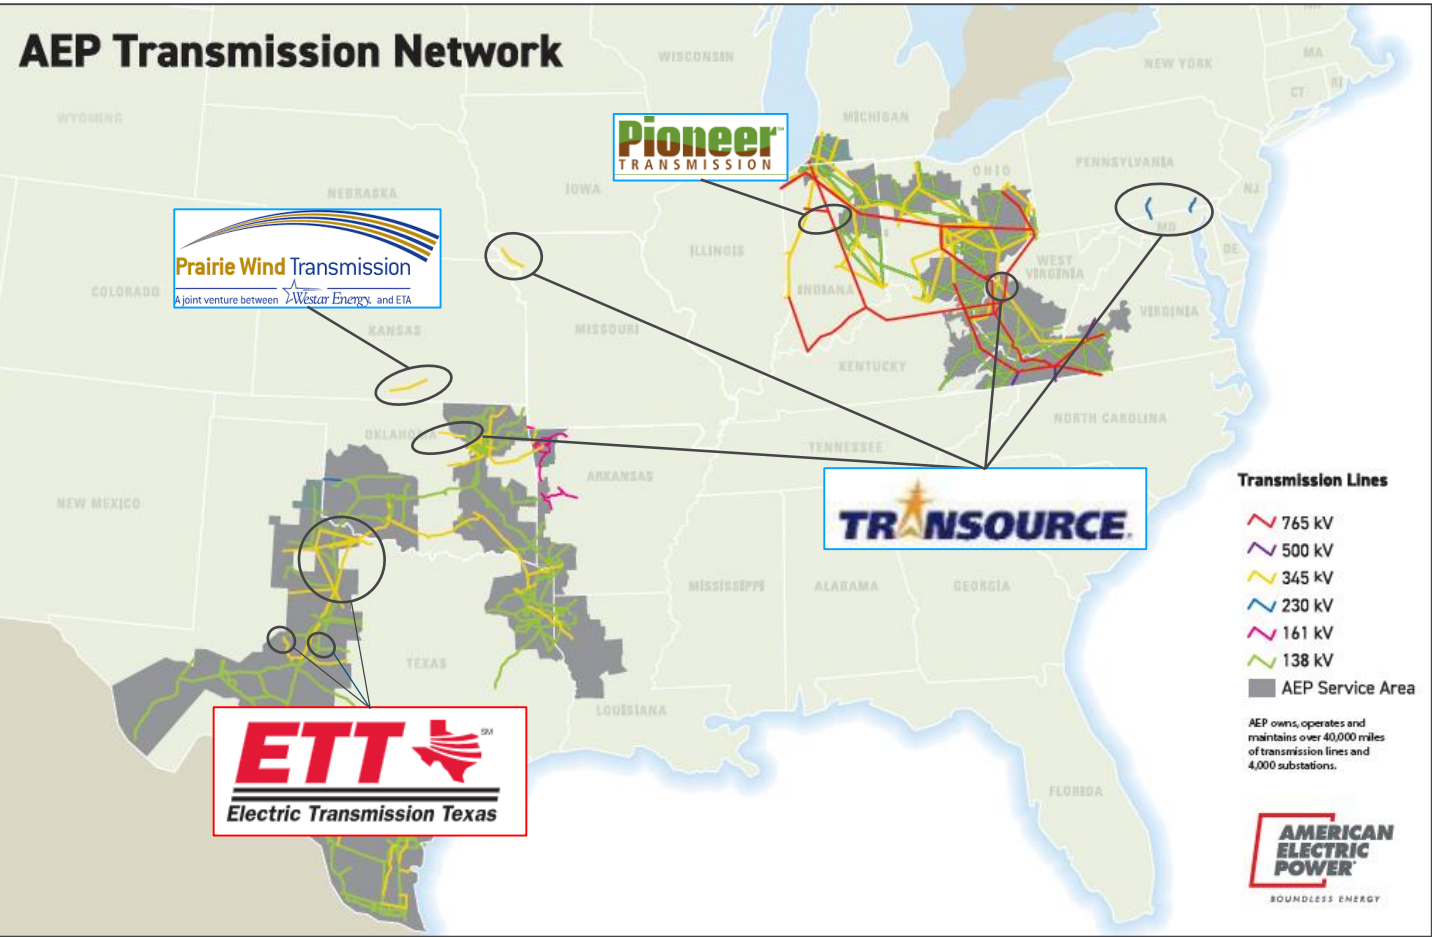 AEP Transmission Network
WISCONSIN
NEW YORK
MA
CT
RI
WYOMING
MICHIGAN
Pioneer
TRANSMISSION
PENNSYLVANIA
OHIO
NJ
NEBRASKA
IOWA
MD
DE
Prairie Wind Transmission
A joint venture between Westar Energy. and ETA
ILLINOIS
WEST
VIRGINIA
COLORADO
INDIANA
VIRGINIA
KANSAS
MISSOURI
KENTUCKY
NORTH CAROLINA
OKLAHOMA
TENNESSEE
ARKANSAS
NEW MEXICO
TRANSOURCE
Transmission Lines
765 kV
500 kV
345 kV
230 kV
161 kV
138 kV
AEP Service Area
MISSISSIPPI
ALABAMA
GEORGIA
TEXAS
LOUISIANA
AEP owns, operates and
maintains over 40,000 miles
of transmission lines and
4,000 substations.
ETT SM
Electric Transmission Texas
FLORIDA
AMERICAN
ELECTRIC
POWER
BOUNDLESS ENERGY